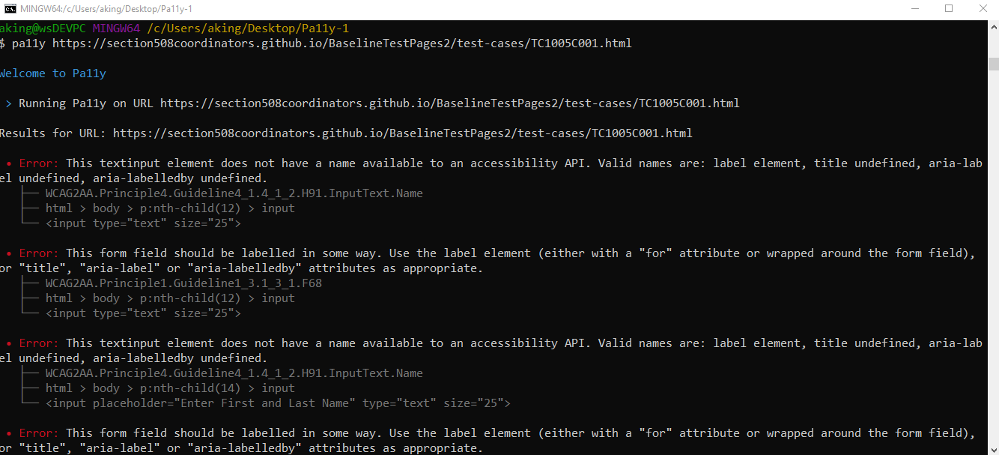 MINGW64:/c/Users/aking/Desktop/Pa11y-1
aking@wsDEVPC MINGW64 /c/Users/aking/Desktop/Pa11y-1
$ pa11y https://section508coordinators.github.io/BaselineTestPages2/test-cases/TC1005C001.html
Welcome to Pa11y
> Running Pa11y on URL https://section508coordinators.github.io/BaselineTestPages2/test-cases/TC1005C001.html
Results for URL: https://section508coordinators.github.io/BaselineTestPages2/test-cases/TC1005C001.html
• Error: This textinput element does not have a name available to an accessibility API. Valid names are: label element, title undefined, aria-lab
el undefined, aria-labelledby undefined.
├── WCAG2AA.Principle4.Guideline4_1.4_1_2.H91.InputText.Name
├── html > body > p:nth-child(12) > input
└── <input type="text" size="25">
• Error: This form field should be labelled in some way. Use the label element (either with a "for" attribute or wrapped around the form field),
or "title", "aria-label" or "aria-labelledby" attributes as appropriate.
├── WCAG2AA.Principle1.Guideline1_3.1_3_1.F68
├── html > body > p:nth-child(12) > input
└── <input type="text" size="25">
• Error: This textinput element does not have a name available to an accessibility API. Valid names are: label element, title undefined, aria-lab
el undefined, aria-labelledby undefined.
├── WCAG2AA.Principle4.Guideline4_1.4_1_2.H91.InputText.Name
├── html > body > p:nth-child(14) > input
└── <input placeholder="Enter First and Last Name" type="text" size="25">
• Error: This form field should be labelled in some way. Use the label element (either with a "for" attribute or wrapped around the form field),
or "title", "aria-label" or "aria-labelledby" attributes as appropriate.